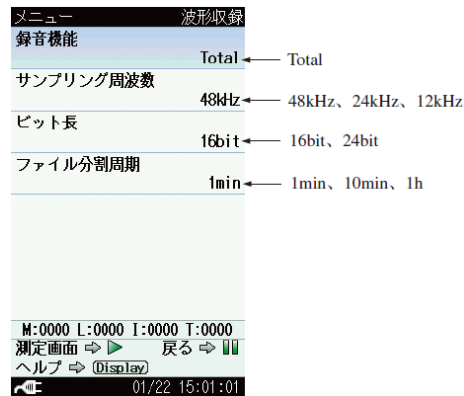 メニュー 波形収録
録音機能
Total ← Total
サンプリング周波数
48kHz ← 48kHz、24kHz、12kHz
ビット長
16bit ← 16bit、24bit
ファイル分割周期
1min ← 1min、10min、1h
M:0000 L:0000 I:0000 T:0000
測定画面 ⇨ ▶ 戻る ⇨ ▮▮
ヘルプ ⇨ (Display)
01/22 15:01:01